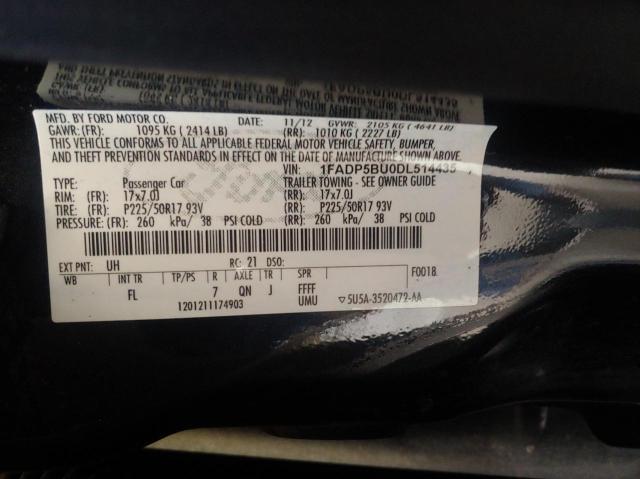 MFD. BY FORD MOTOR CO. DATE: 11/12 GVWR: 2105 KG ( 4641 LB)
GAWR: (FR): 1095 KG ( 2414 LB) (RR): 1010 KG ( 2227 LB)
THIS VEHICLE CONFORMS TO ALL APPLICABLE FEDERAL MOTOR VEHICLE SAFETY, BUMPER,
AND THEFT PREVENTION STANDARDS IN EFFECT ON THE DATE OF MANUFACTURE SHOWN ABOVE.
VIN: 1FADP5BU0DL514435
TYPE: Passenger Car TRAILER TOWING - SEE OWNER GUIDE
RIM: (FR): 17x7.0J (RR): 17x7.0J
TIRE: (FR): P225/50R17 93V (RR): P225/50R17 93V
PRESSURE: (FR): 260 kPa/ 38 PSI COLD (RR): 260 kPa/ 38 PSI COLD
EXT PNT: UH RC: 21 DSO: F0018
WB INT TR TP/PS R AXLE TR SPR
FL 7 QN J FFFF
1201211174903 UMU ▽5U5A-3520472-AA